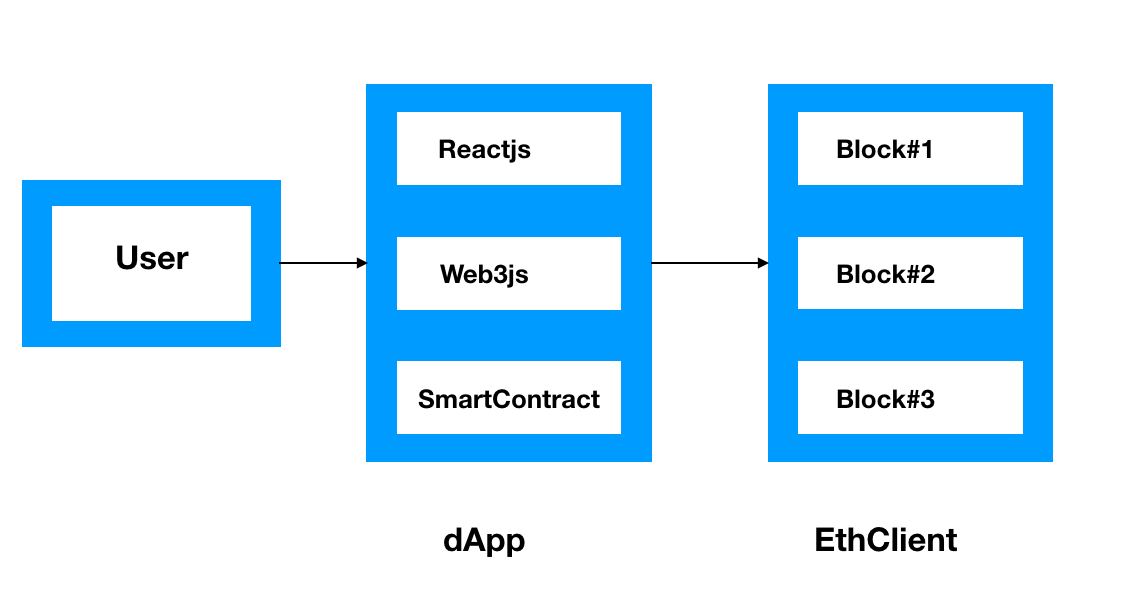 User
Reactjs
Web3js
SmartContract
dApp
Block#1
Block#2
Block#3
EthClient